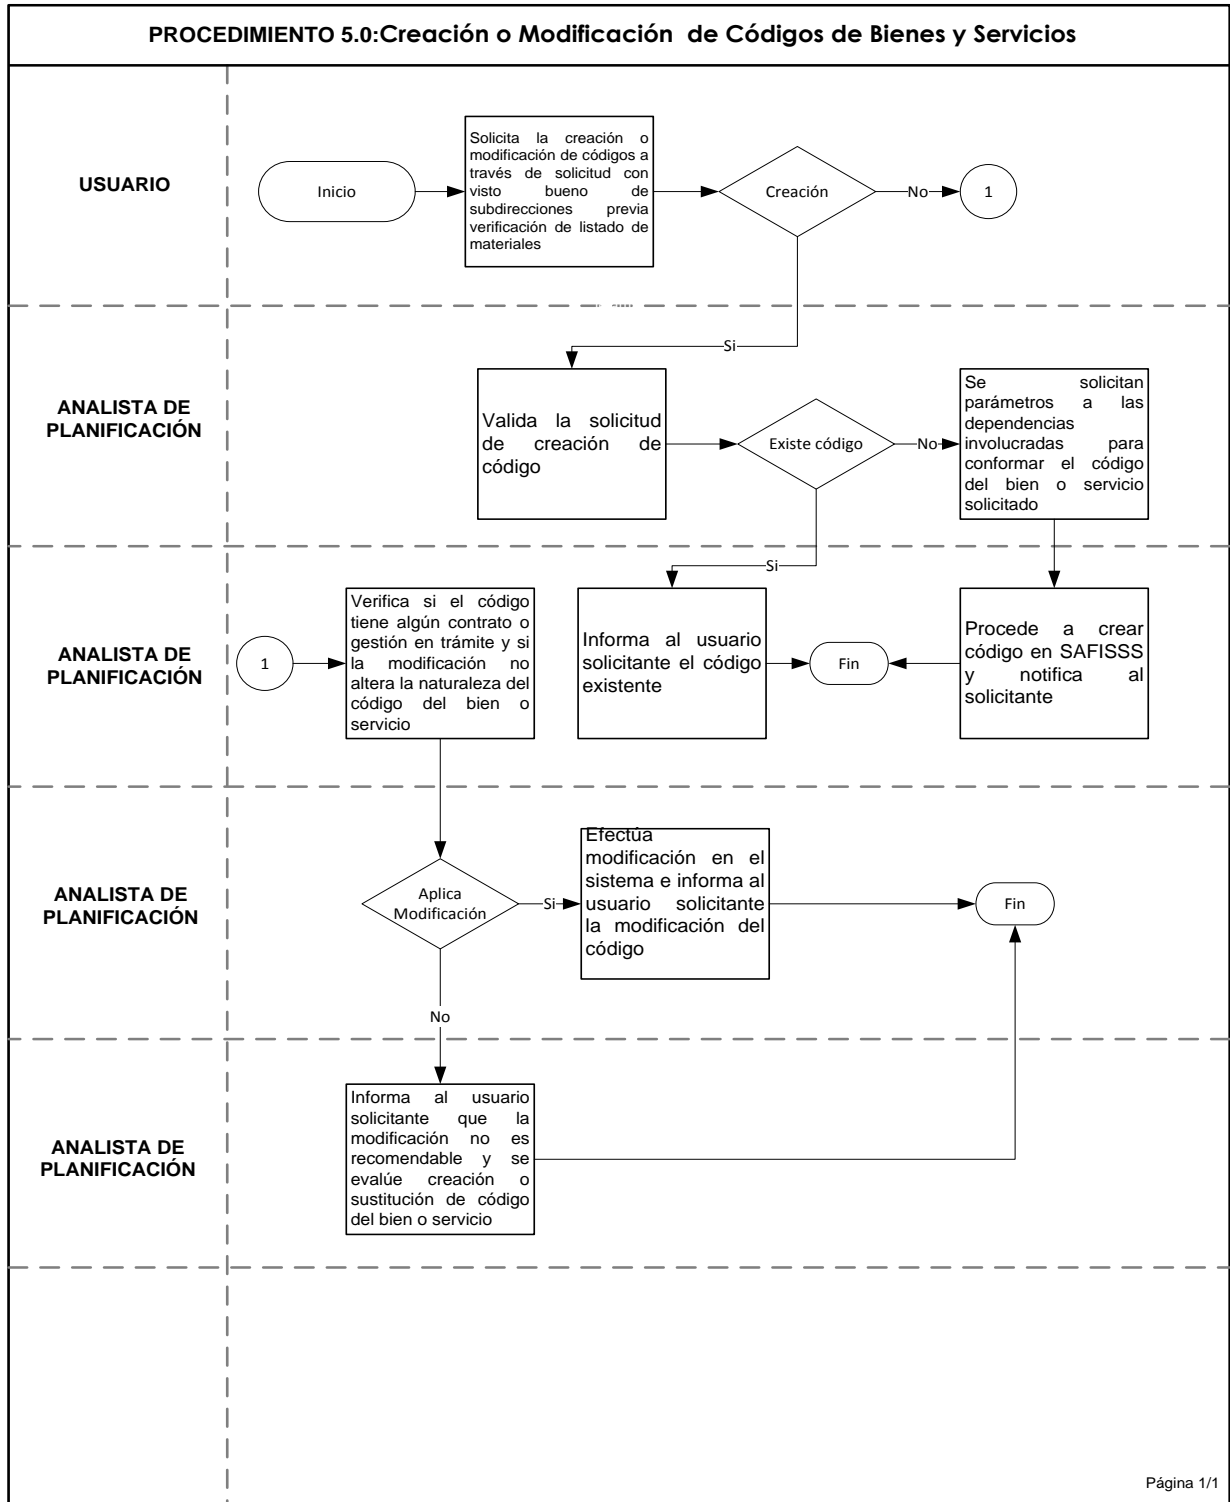 PROCEDIMIENTO 5.0:Creación o Modificación de Códigos de Bienes y Servicios
USUARIO
Inicio
Solicita la creación o
modificación de códigos a
través de solicitud con
visto bueno de
subdirecciones previa
verificación de listado de
materiales
Creación
No
1
Si
ANALISTA DE
PLANIFICACIÓN
Valida la solicitud
de creación de
código
Existe código
No
Se solicitan
parámetros a las
dependencias
involucradas para
conformar el código
del bien o servicio
solicitado
Si
ANALISTA DE
PLANIFICACIÓN
1
Verifica si el código
tiene algún contrato o
gestión en trámite y si
la modificación no
altera la naturaleza del
código del bien o
servicio
Informa al usuario
solicitante el código
existente
Fin
Procede a crear
código en SAFISSS
y notifica al
solicitante
ANALISTA DE
PLANIFICACIÓN
Aplica
Modificación
Si
Efectúa
modificación en el
sistema e informa al
usuario solicitante
la modificación del
código
Fin
No
ANALISTA DE
PLANIFICACIÓN
Informa al usuario
solicitante que la
modificación no es
recomendable y se
evalúe creación o
sustitución de código
del bien o servicio
Página 1/1